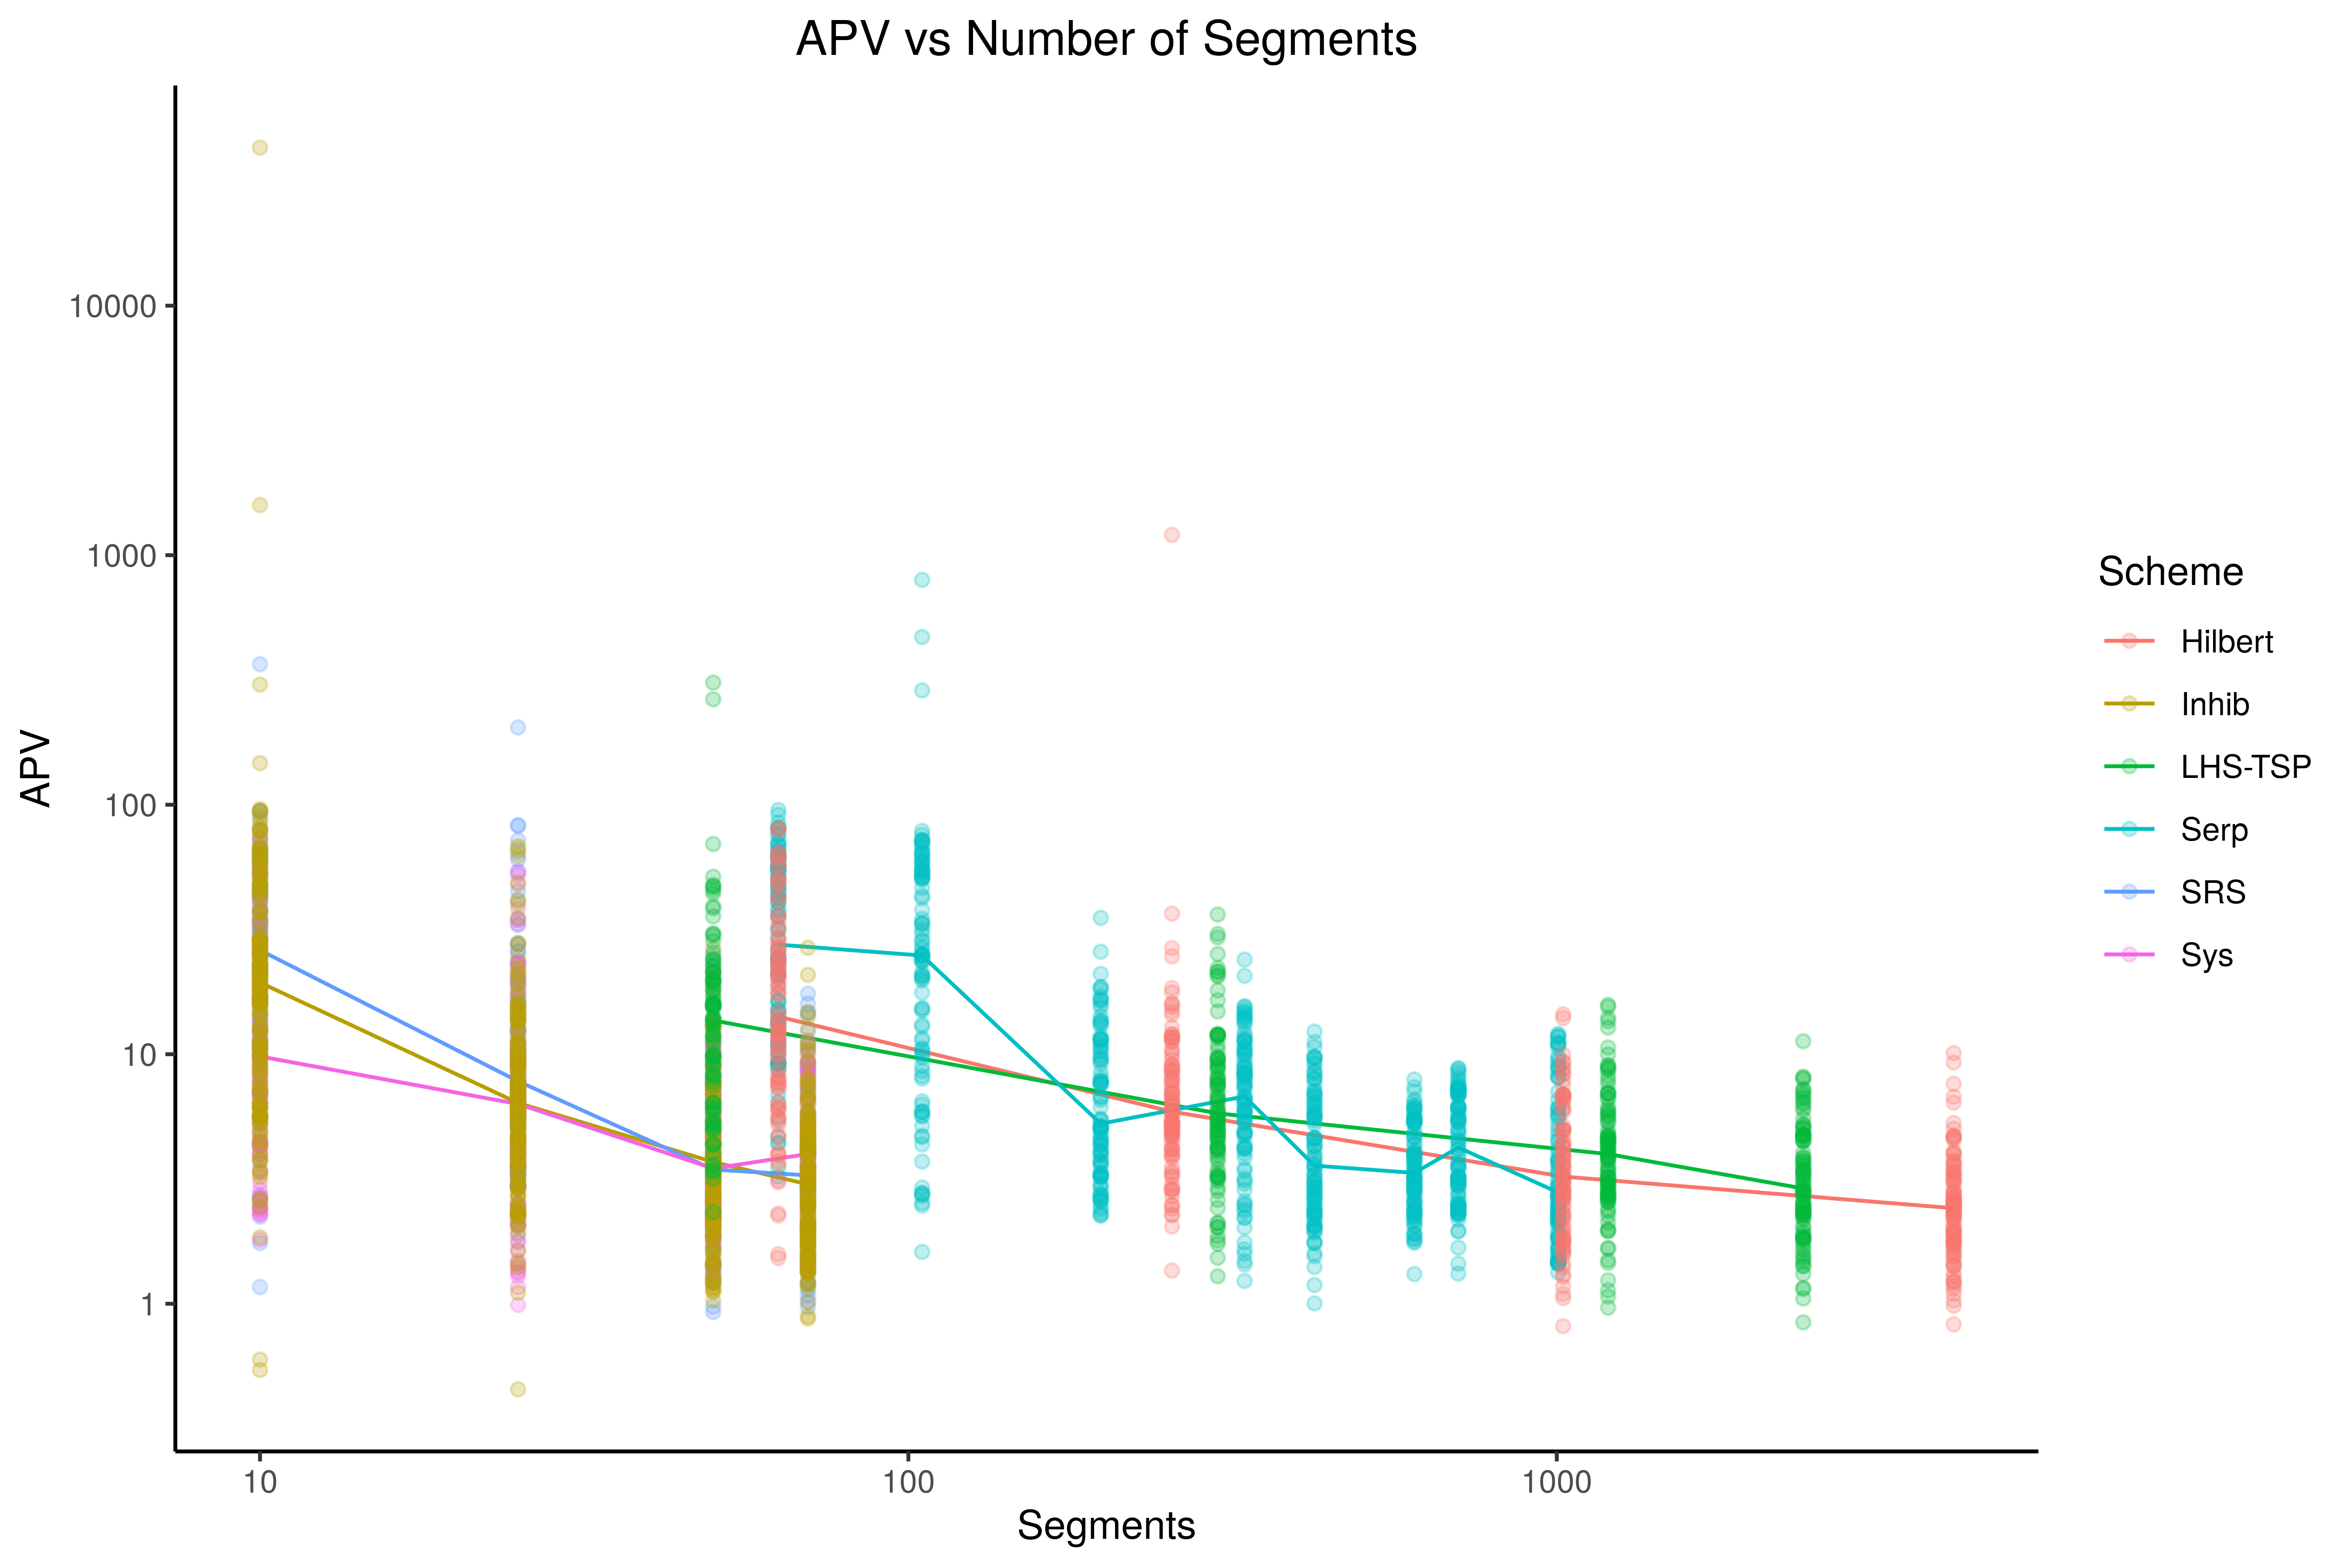 APV vs Number of Segments
APV
10000
1000
100
10
1
10
100
1000
Segments
Scheme
Hilbert
Inhib
LHS-TSP
Serp
SRS
Sys